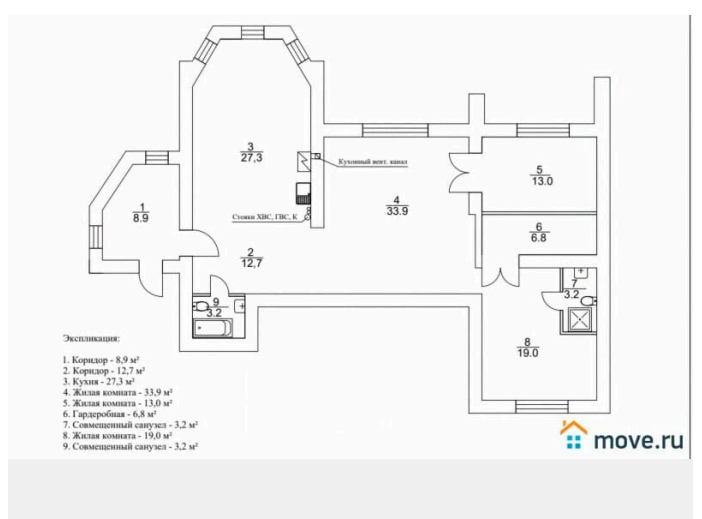 3
27,3
Кухонный вент. канал
5
13.0
1
8.9
4
33.9
Стояки ХВС, ГВС, К
6
6.8
2
12,7
7
3.2
9
3.2
8
19.0
Экспликация:
1. Коридор - 8,9 м²
2. Коридор - 12,7 м²
3. Кухня - 27,3 м²
4. Жилая комната - 33,9 м²
5. Жилая комната - 13,0 м²
6. Гардеробная - 6,8 м²
7. Совмещенный санузел - 3,2 м²
8. Жилая комната - 19,0 м²
9. Совмещенный санузел - 3,2 м²
move.ru